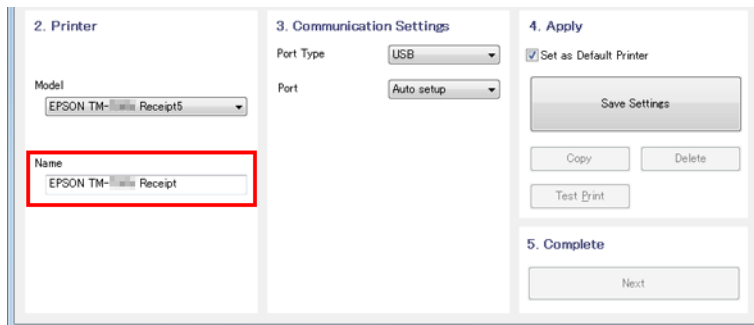 2. Printer
Model
EPSON TM- Receipt5
Name
EPSON TM- Receipt
3. Communication Settings
Port Type
USB
Port
Auto setup
4. Apply
Set as Default Printer
Save Settings
Copy
Delete
Test Print
5. Complete
Next